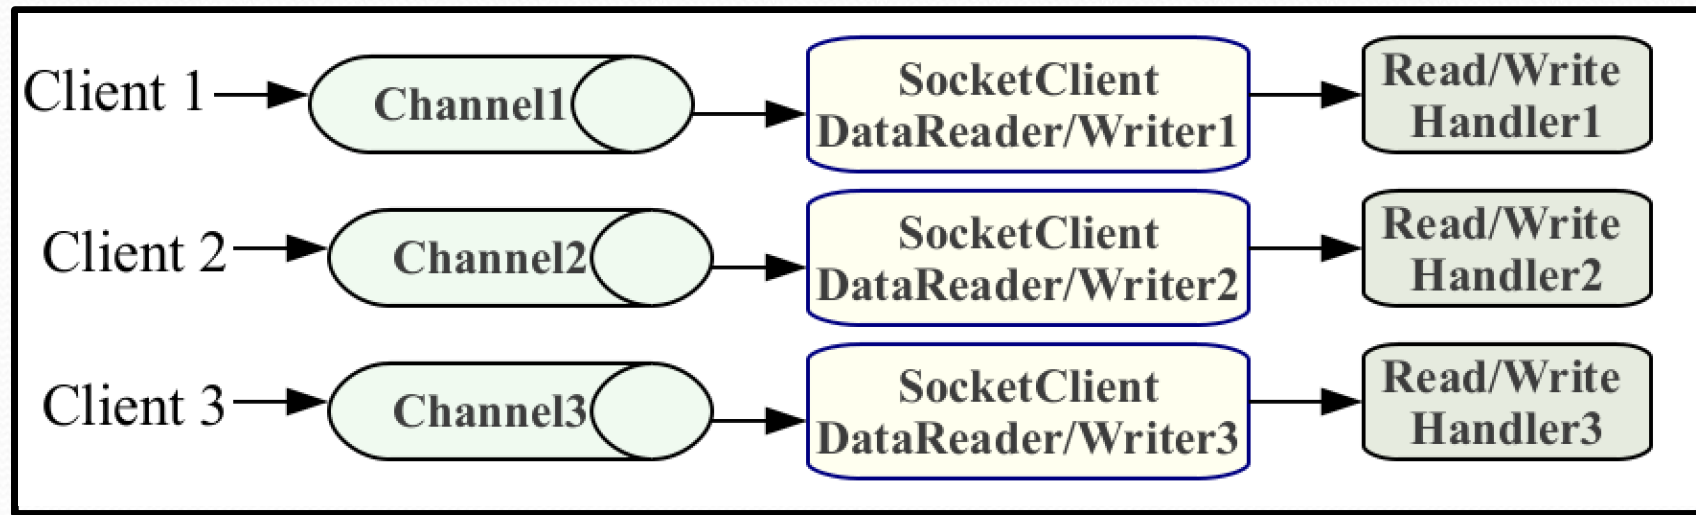 Client 1
Channel1
SocketClient
DataReader/Writer1
Read/Write
Handler1
Client 2
Channel2
SocketClient
DataReader/Writer2
Read/Write
Handler2
Client 3
Channel3
SocketClient
DataReader/Writer3
Read/Write
Handler3